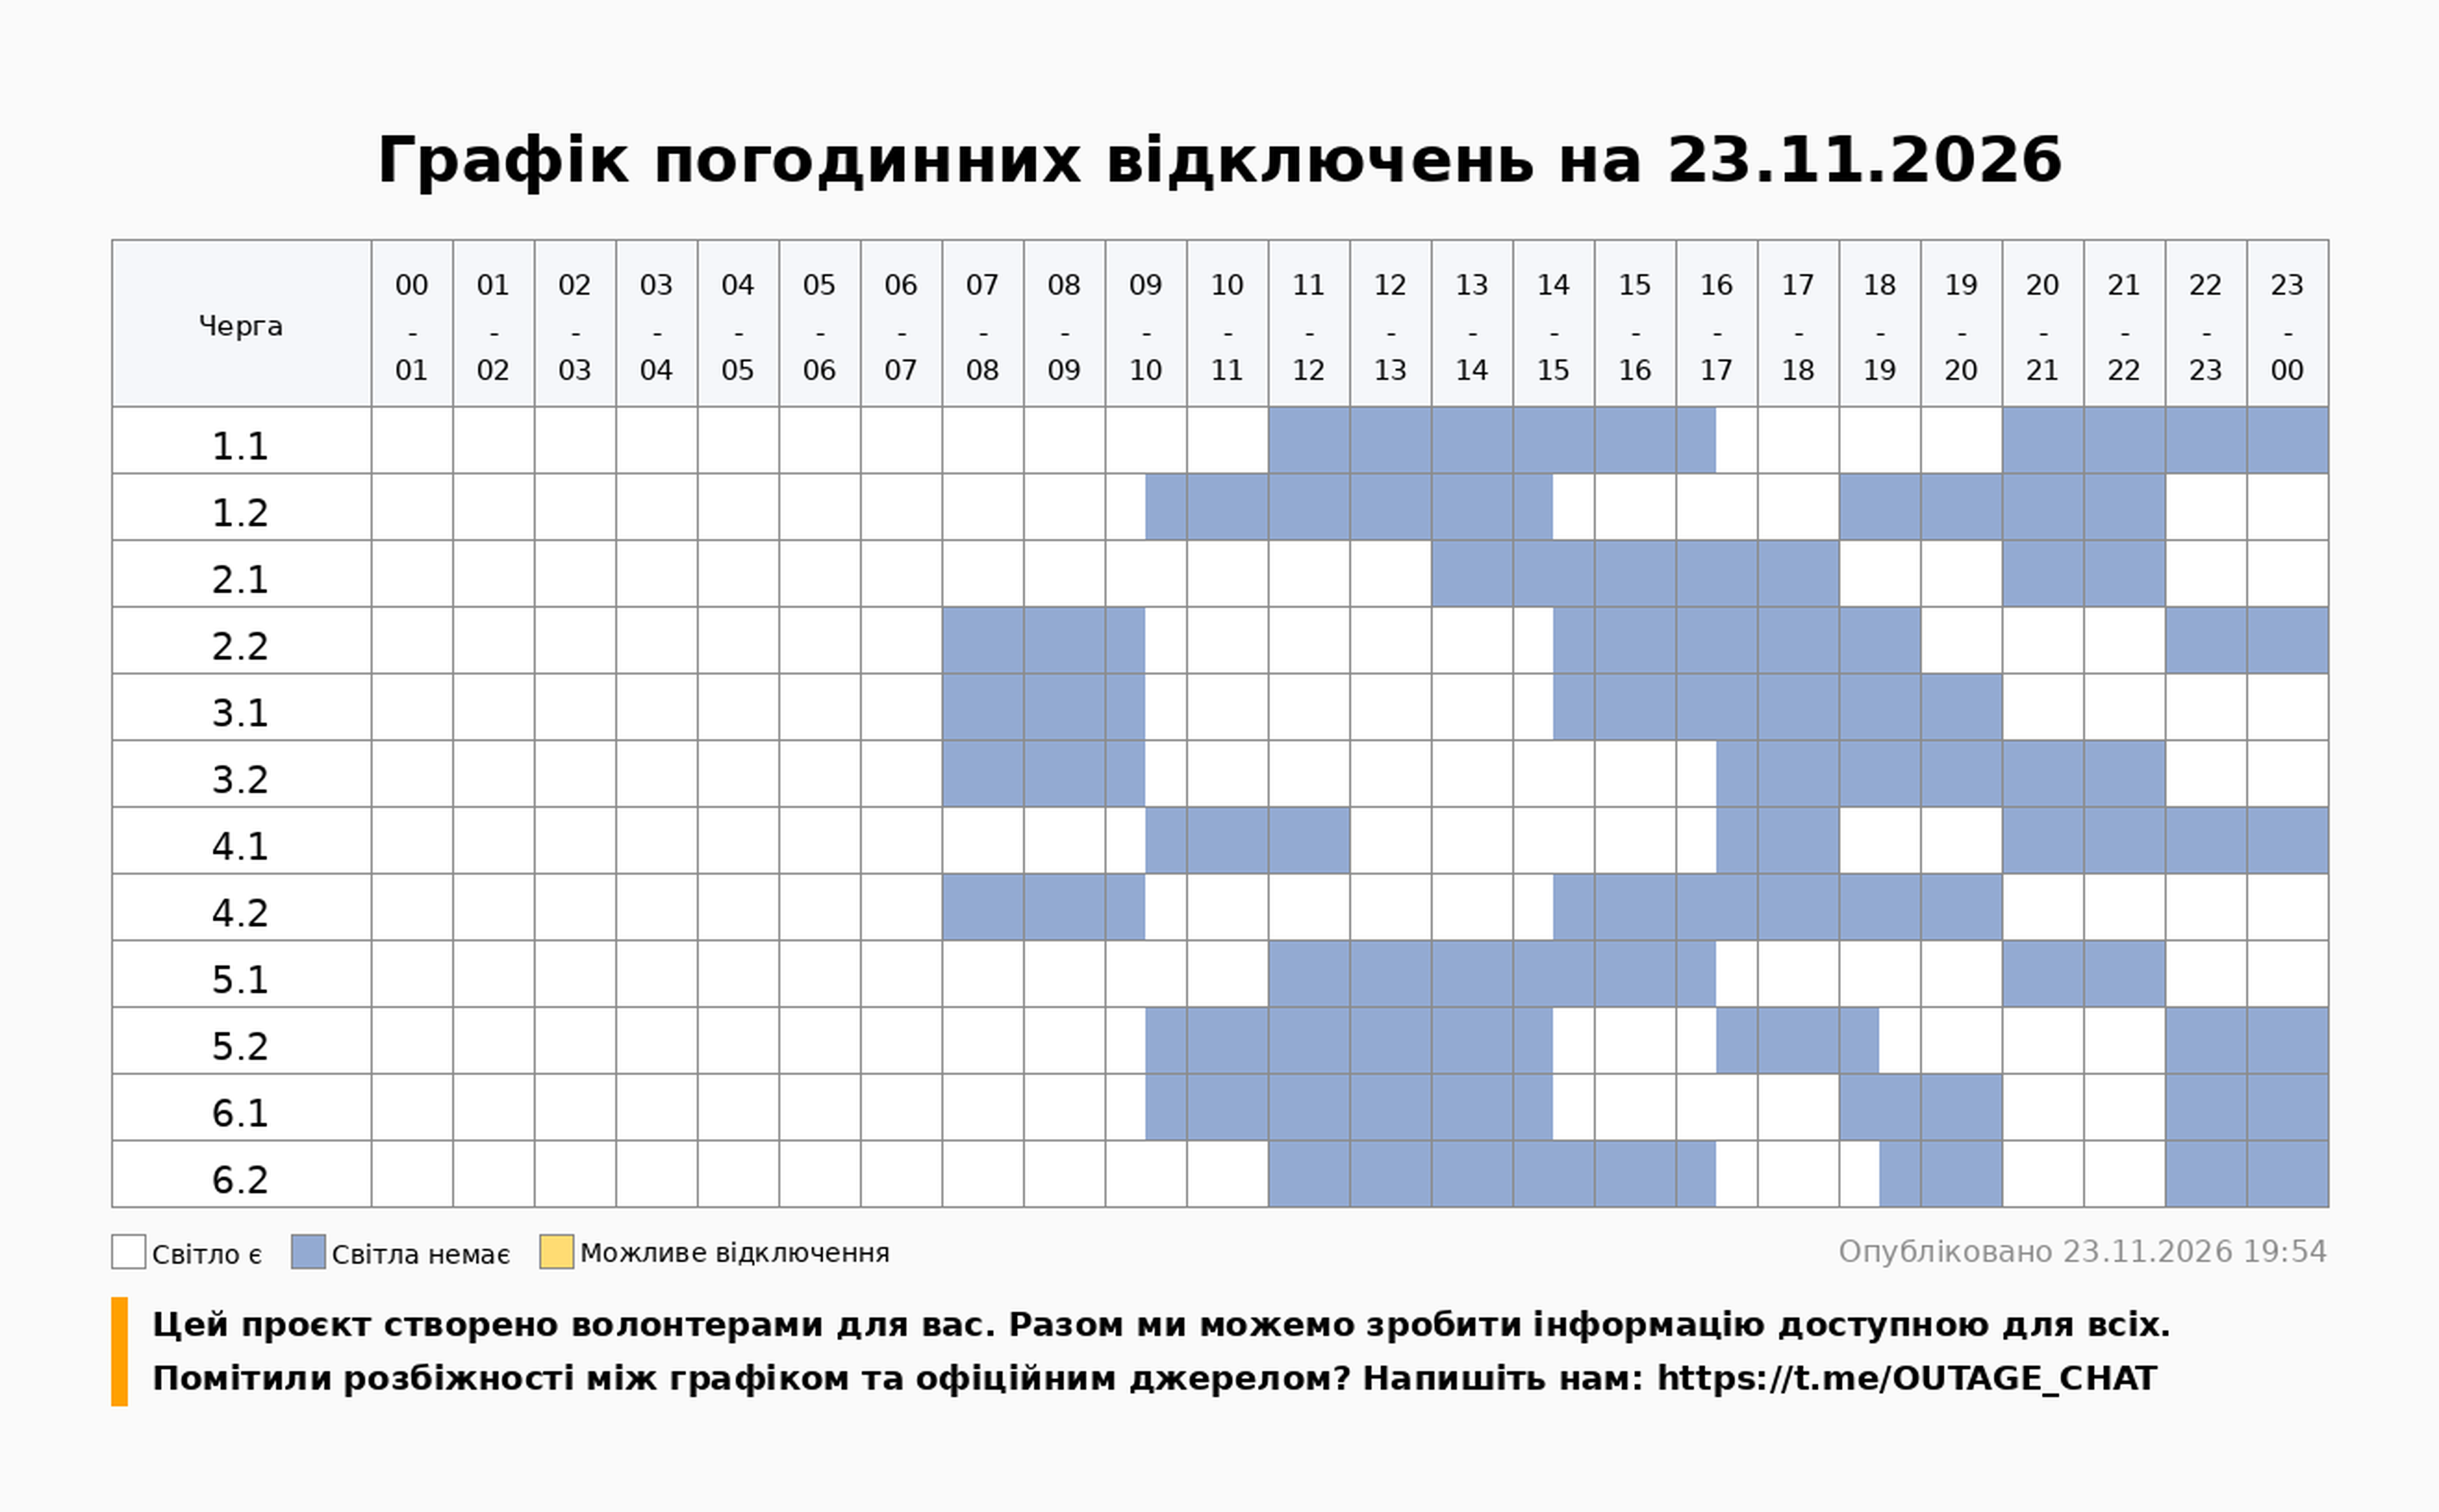 Графік погодинних відключень на 23.11.2026
Черга
00 - 01
01 - 02
02 - 03
03 - 04
04 - 05
05 - 06
06 - 07
07 - 08
08 - 09
09 - 10
10 - 11
11 - 12
12 - 13
13 - 14
14 - 15
15 - 16
16 - 17
17 - 18
18 - 19
19 - 20
20 - 21
21 - 22
22 - 23
23 - 00
1.1
1.2
2.1
2.2
3.1
3.2
4.1
4.2
5.1
5.2
6.1
6.2
Світло є
Світла немає
Можливе відключення
Опубліковано 23.11.2026 19:54
Цей проєкт створено волонтерами для вас. Разом ми можемо зробити інформацію доступною для всіх.
Помітили розбіжності між графіком та офіційним джерелом? Напишіть нам: https://t.me/OUTAGE_CHAT